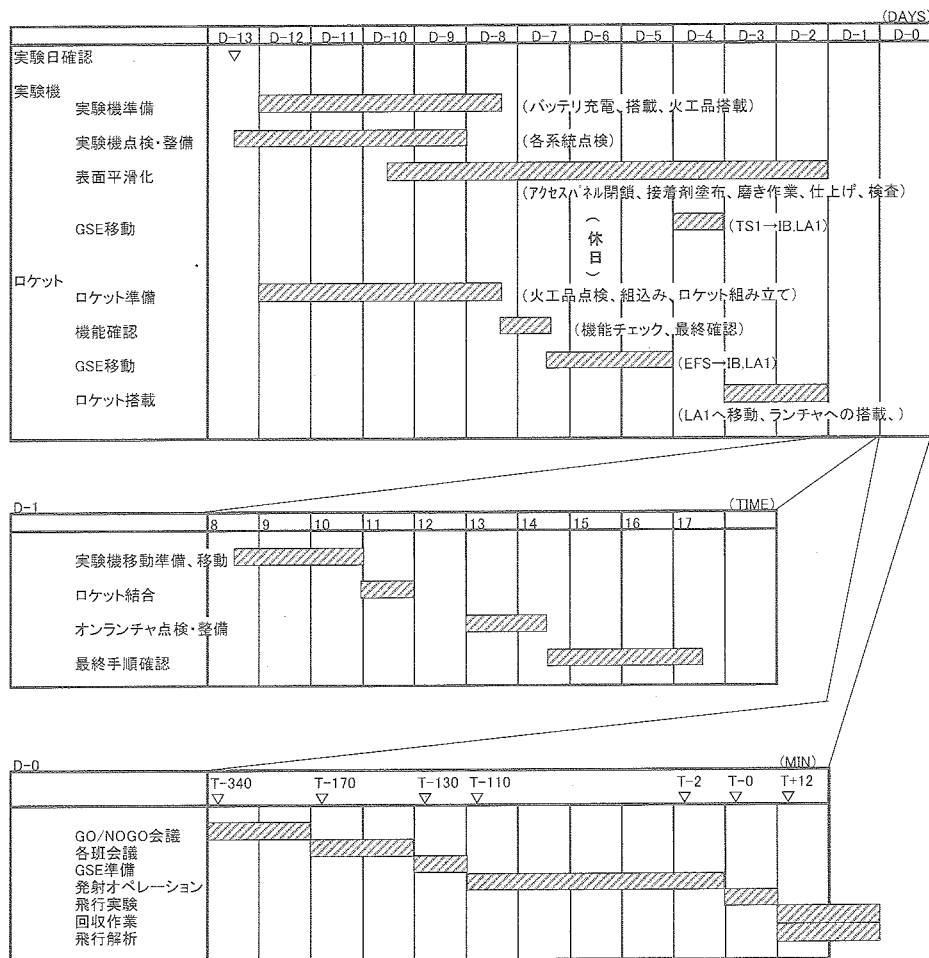 (DAYS)
D-13 D-12 D-11 D-10 D-9 D-8 D-7 D-6 D-5 D-4 D-3 D-2 D-1 D-0
実験日確認 ▽
実験機
実験機準備 (バッテリ充電、搭載、火工品搭載)
実験機点検・整備 (各系統点検)
表面平滑化
(アクセスパネル閉鎖、接着剤塗布、磨き作業、仕上げ、検査)
GSE移動 (TS1→IB,LA1)
(休日)
ロケット
ロケット準備 (火工品点検、組込み、ロケット組み立て)
機能確認 (機能チェック、最終確認)
GSE移動 (EFS→IB,LA1)
ロケット搭載
(LA1へ移動、ランチャへの搭載、)
D-1 (TIME)
8 9 10 11 12 13 14 15 16 17
実験機移動準備、移動
ロケット結合
オンランチャ点検・整備
最終手順確認
D-0 (MIN)
T-340 T-170 T-130 T-110 T-2 T-0 T+12
▽ ▽ ▽ ▽ ▽ ▽ ▽
GO/NOGO会議
各班会議
GSE準備
発射オペレーション
飛行実験
回収作業
飛行解析